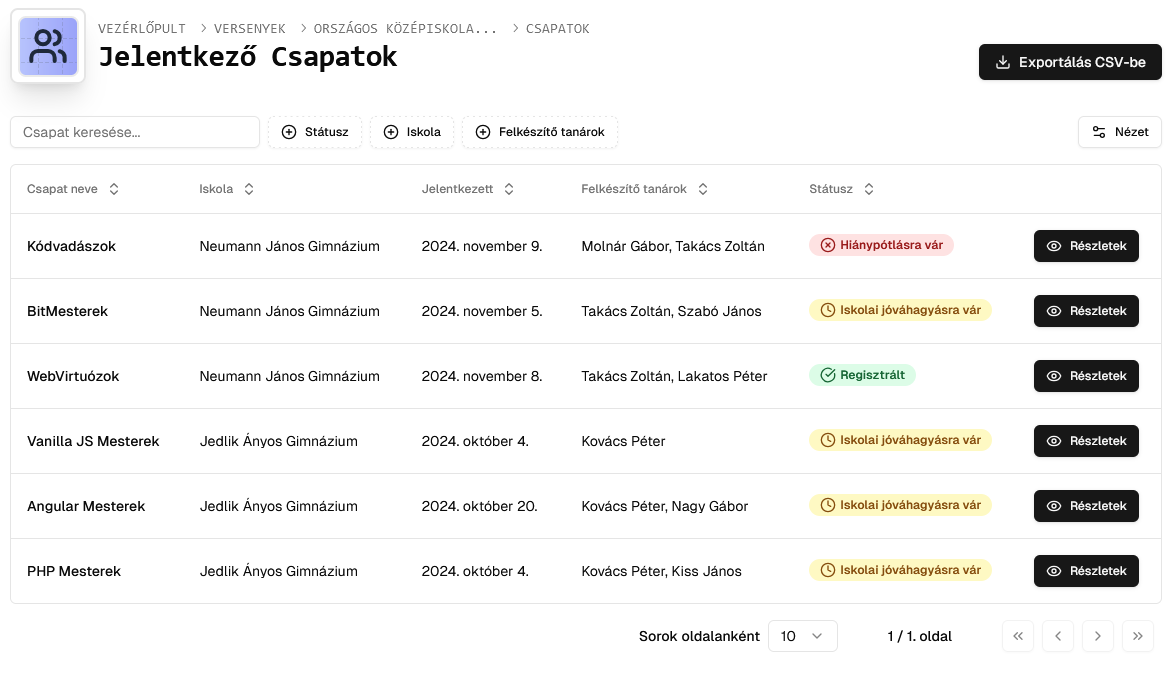 VEZÉRLŐPULT > VERSENYEK > ORSZÁGOS KÖZÉPISKOLA... > CSAPATOK
Jelentkező Csapatok
Exportálás CSV-be
Csapat keresése... Státusz Iskola Felkészítő tanárok Nézet
Csapat neve Iskola Jelentkezett Felkészítő tanárok Státusz
Kódvadászok Neumann János Gimnázium 2024. november 9. Molnár Gábor, Takács Zoltán Hiánypótlásra vár Részletek
BitMesterek Neumann János Gimnázium 2024. november 5. Takács Zoltán, Szabó János Iskolai jóváhagyásra vár Részletek
WebVirtuózok Neumann János Gimnázium 2024. november 8. Takács Zoltán, Lakatos Péter Regisztrált Részletek
Vanilla JS Mesterek Jedlik Ányos Gimnázium 2024. október 4. Kovács Péter Iskolai jóváhagyásra vár Részletek
Angular Mesterek Jedlik Ányos Gimnázium 2024. október 20. Kovács Péter, Nagy Gábor Iskolai jóváhagyásra vár Részletek
PHP Mesterek Jedlik Ányos Gimnázium 2024. október 4. Kovács Péter, Kiss János Iskolai jóváhagyásra vár Részletek
Sorok oldalanként 10 1 / 1. oldal